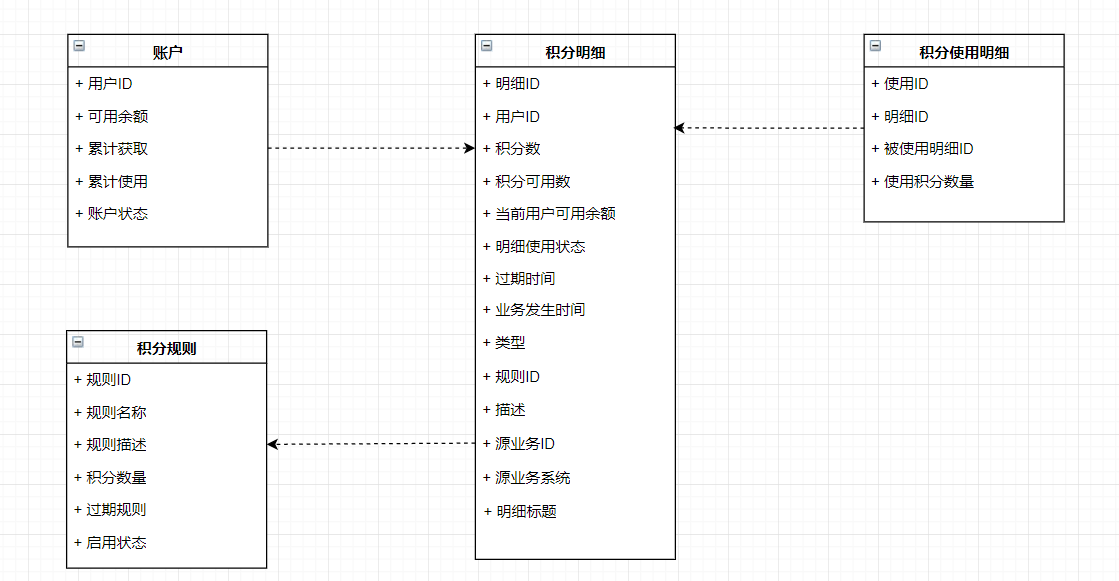 账户
+ 用户ID
+ 可用余额
+ 累计获取
+ 累计使用
+ 账户状态
积分明细
+ 明细ID
+ 用户ID
+ 积分数
+ 积分可用数
+ 当前用户可用余额
+ 明细使用状态
+ 过期时间
+ 业务发生时间
+ 类型
+ 规则ID
+ 描述
+ 源业务ID
+ 源业务系统
+ 明细标题
积分使用明细
+ 使用ID
+ 明细ID
+ 被使用明细ID
+ 使用积分数量
积分规则
+ 规则ID
+ 规则名称
+ 规则描述
+ 积分数量
+ 过期规则
+ 启用状态